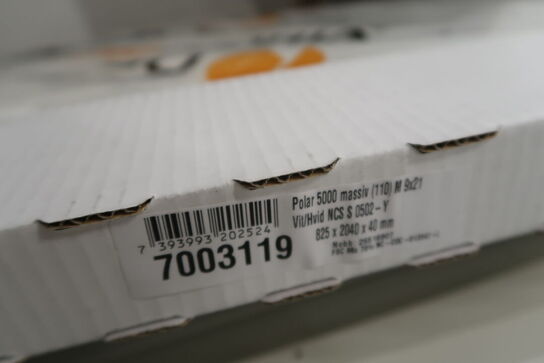 Polar 5000 massiv (110) M 9x21
Vit/Hvid NCS S 0502-Y
825 x 2040 x 40 mm
7 393993 202524
7003119